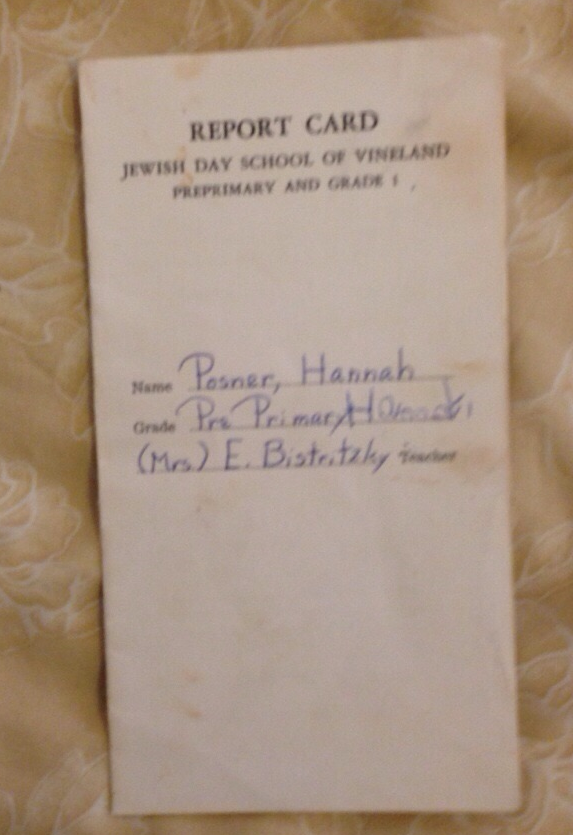 REPORT CARD
JEWISH DAY SCHOOL OF VINELAND
PREPRIMARY AND GRADE 1
Name Posner, Hannah
Grade Pre Primary
(Mrs.) E. Bistritzky Teacher